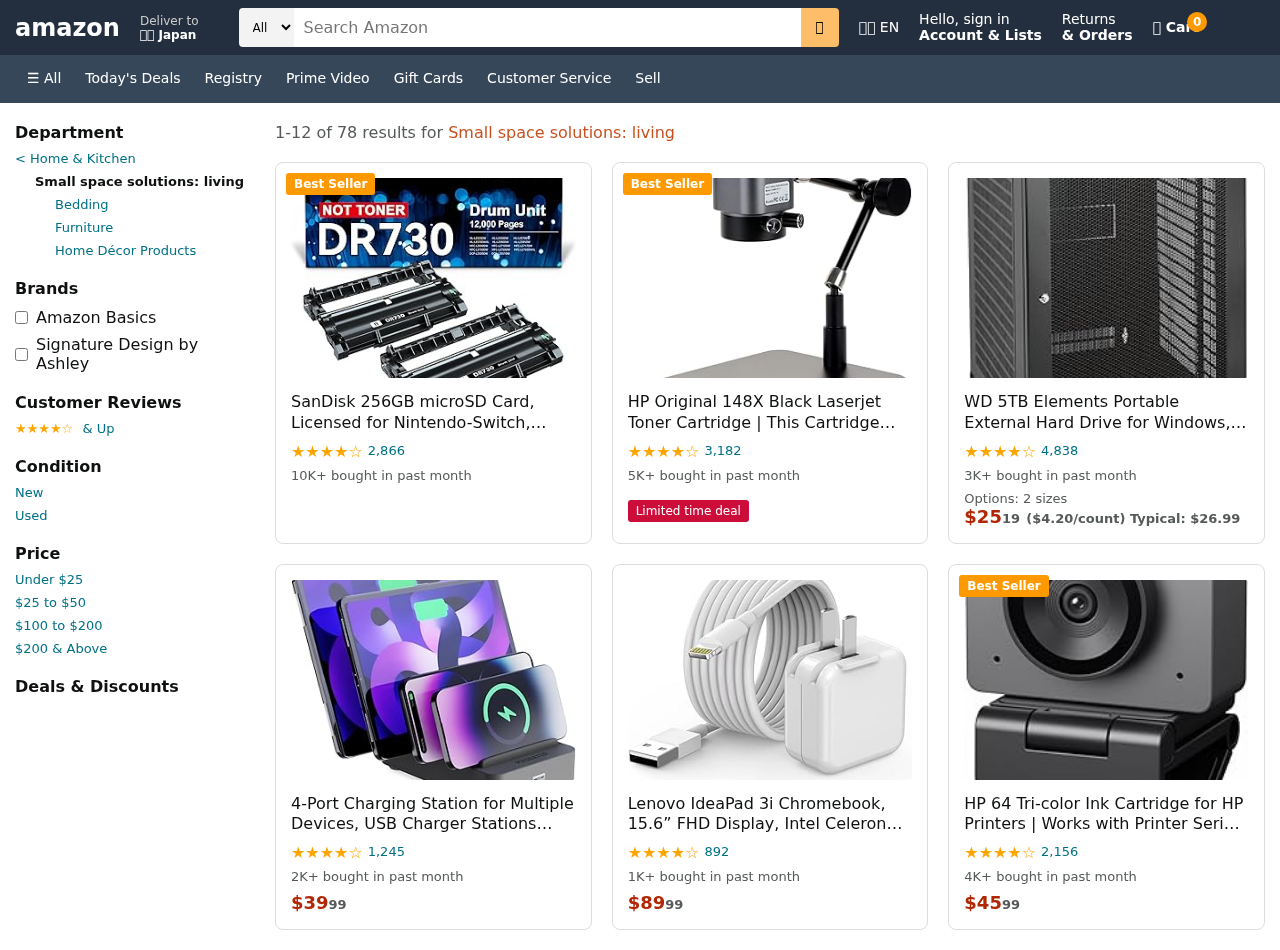 amazon
Deliver to
Japan
All
Search Amazon
EN
Hello, sign in
Account & Lists
Returns
& Orders
0
☰ All
Today's Deals
Registry
Prime Video
Gift Cards
Customer Service
Sell
Department
< Home & Kitchen
Small space solutions: living
Bedding
Furniture
Home Décor Products
Brands
Amazon Basics
Signature Design by
Ashley
Customer Reviews
★★★★☆ & Up
Condition
New
Used
Price
Under $25
$25 to $50
$100 to $200
$200 & Above
Deals & Discounts
1-12 of 78 results for Small space solutions: living
Best Seller
NOT TONER
DR730
Drum Unit
12,000 Pages
DR730
DR730
SanDisk 256GB microSD Card,
Licensed for Nintendo-Switch,...
★★★★☆ 2,866
10K+ bought in past month
Best Seller
HP Original 148X Black Laserjet
Toner Cartridge | This Cartridge...
★★★★☆ 3,182
5K+ bought in past month
Limited time deal
WD 5TB Elements Portable
External Hard Drive for Windows,...
★★★★☆ 4,838
3K+ bought in past month
Options: 2 sizes
$25 19 ($4.20/count) Typical: $26.99
4-Port Charging Station for Multiple
Devices, USB Charger Stations...
★★★★☆ 1,245
2K+ bought in past month
$39 99
Lenovo IdeaPad 3i Chromebook,
15.6” FHD Display, Intel Celeron...
★★★★☆ 892
1K+ bought in past month
$89 99
Best Seller
HP 64 Tri-color Ink Cartridge for HP
Printers | Works with Printer Seri...
★★★★☆ 2,156
4K+ bought in past month
$45 99